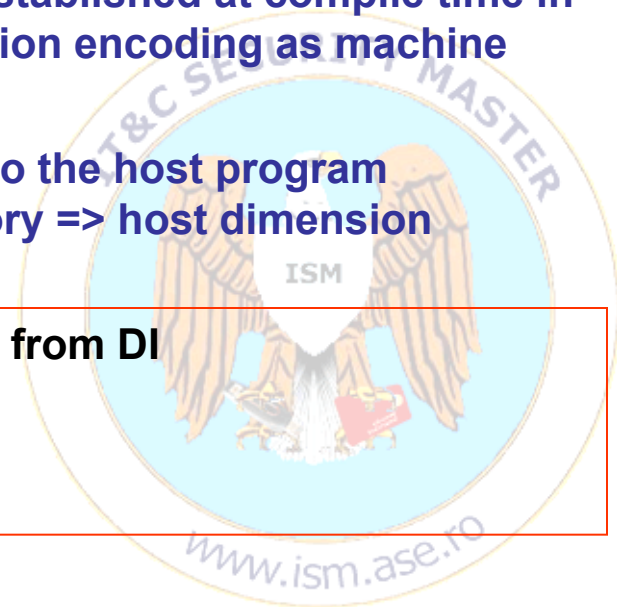 stablished at compile time in
ion encoding as machine
IT&C SECURITY MASTER
o the host program
ory => host dimension
ISM
from DI
www.ism.ase.ro